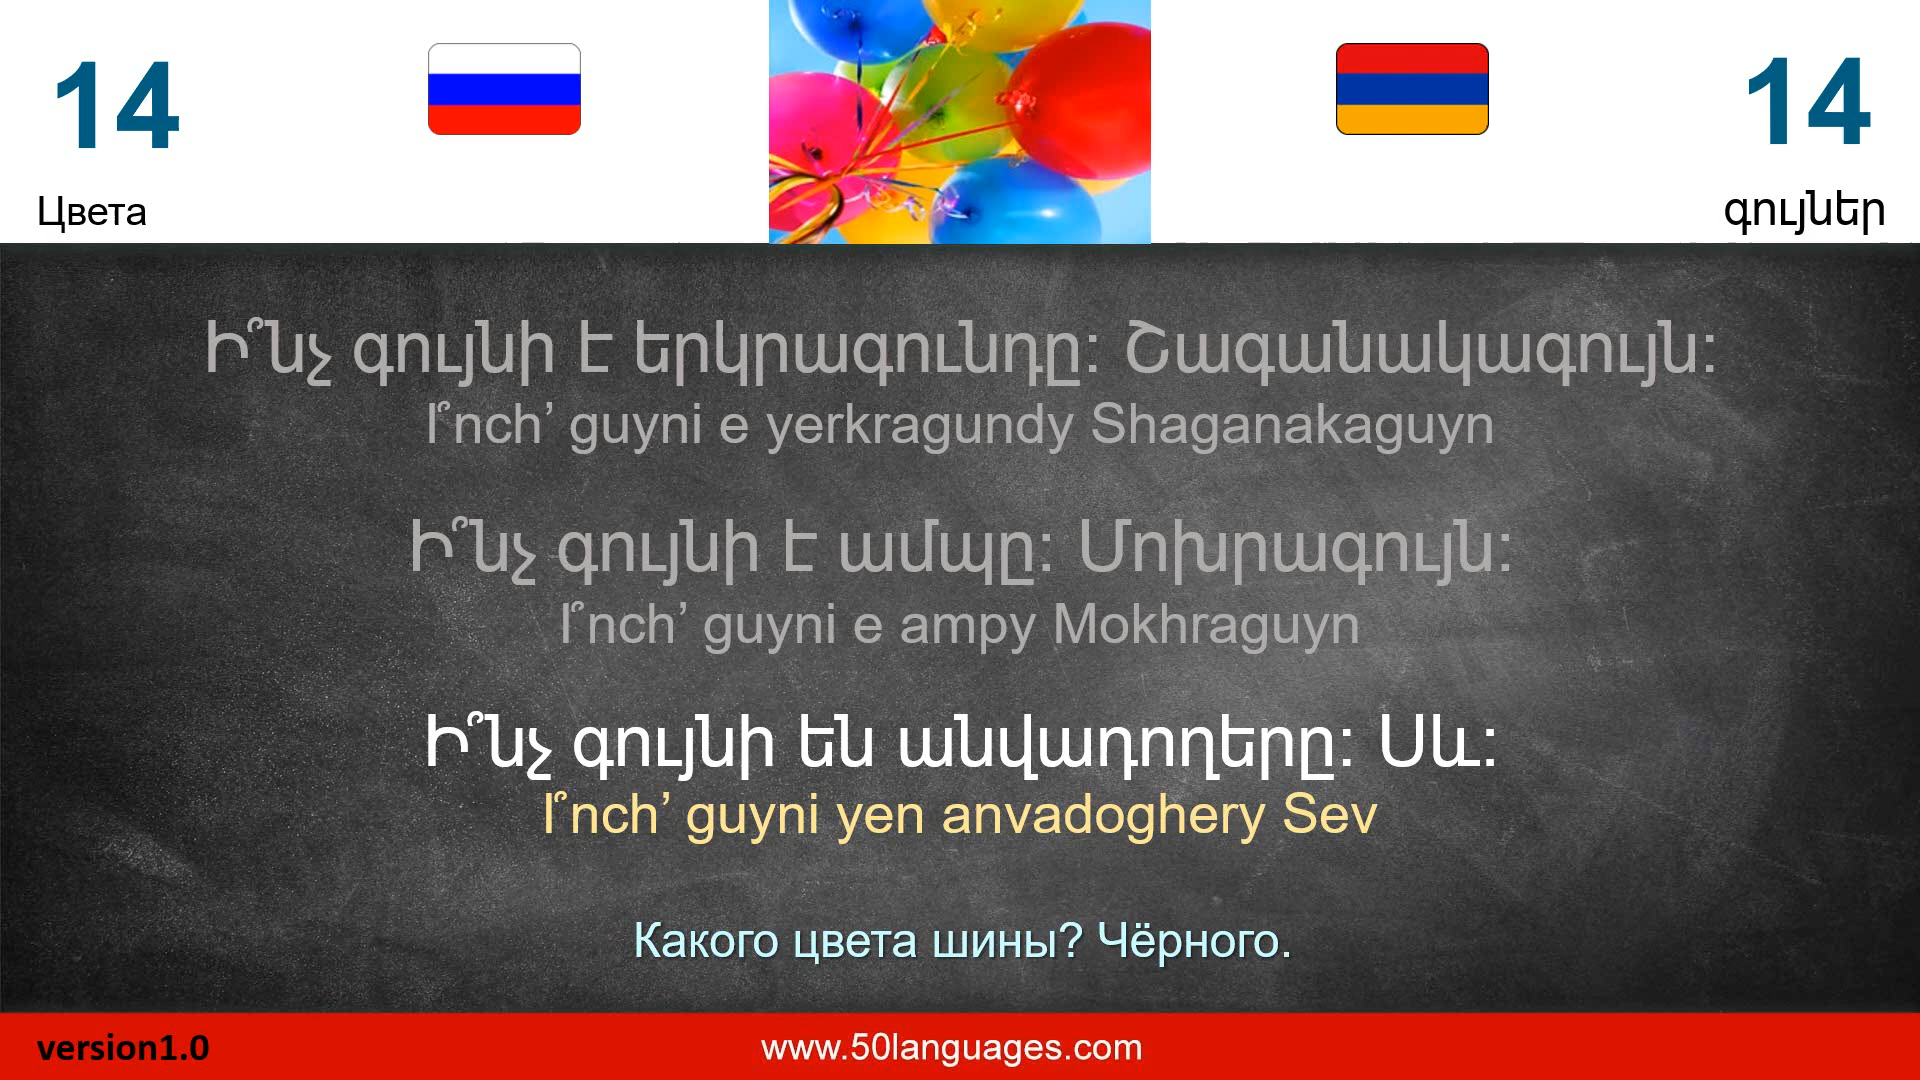 14
14
Цвета
գույներ
Ի՞նչ գույնի է երկրագունդը: Շագանակագույն:
I՞nch’ guyni e yerkragundy Shaganakaguyn
Ի՞նչ գույնի է ամպը: Մոխրագույն:
I՞nch’ guyni e ampy Mokhraguyn
Ի՞նչ գույնի են անվադողերը: Սև:
I՞nch’ guyni yen anvadoghery Sev
Какого цвета шины? Чёрного.
version1.0
www.50languages.com